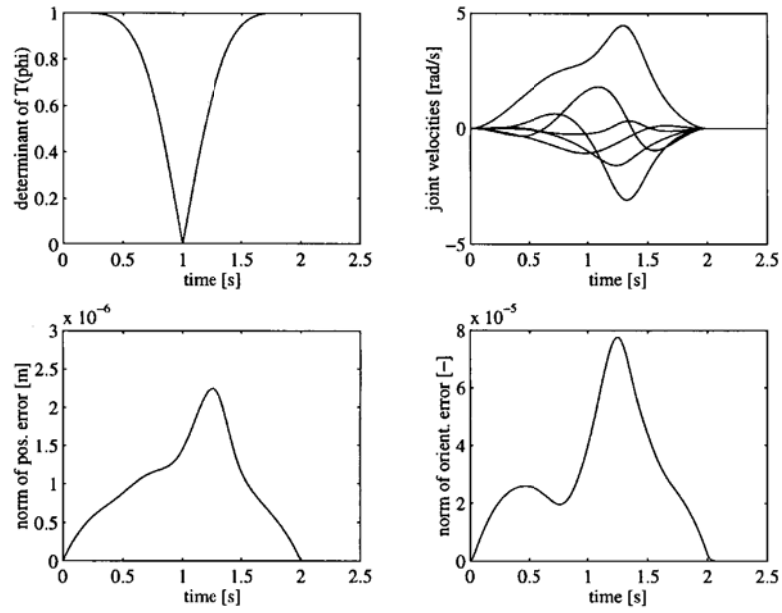 determinant of T(phi)
1
0.8
0.6
0.4
0.2
0
0 0.5 1 1.5 2 2.5
time [s]
joint velocities [rad/s]
5
0
−5
0 0.5 1 1.5 2 2.5
time [s]
norm of pos. error [m]
x 10⁻⁶
3
2.5
2
1.5
1
0.5
0
0 0.5 1 1.5 2 2.5
time [s]
norm of orient. error [-]
x 10⁻⁵
8
6
4
2
0
0 0.5 1 1.5 2 2.5
time [s]